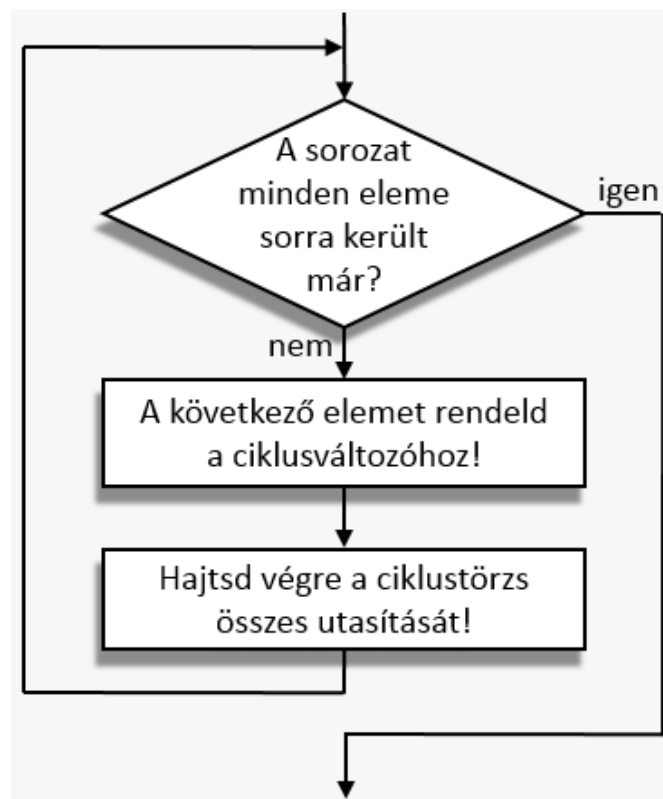 A sorozat
minden eleme
sorra került
már?
igen
nem
A következő elemet rendeld
a ciklusváltozóhoz!
Hajtsd végre a ciklustörzs
összes utasítását!